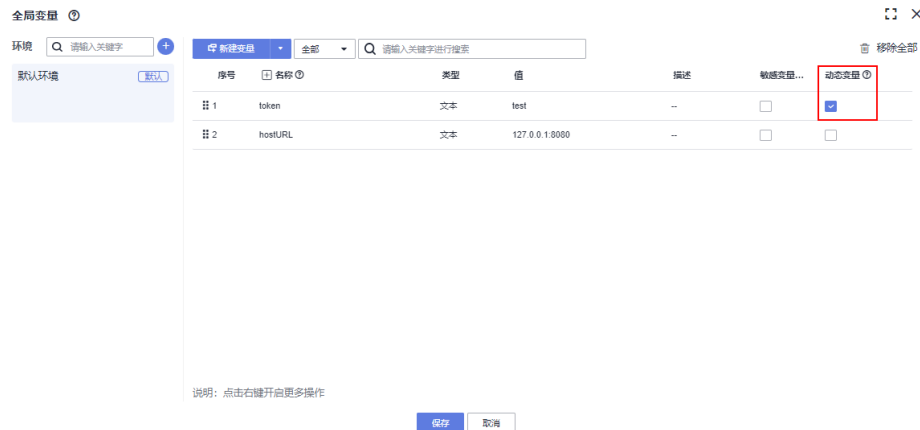 全局变量
环境 请输入关键字
默认环境 默认
新建变量 全部 请输入关键字进行搜索 移除全部
序号 名称 类型 值 描述 敏感变量... 动态变量
1 token 文本 test --
2 hostURL 文本 127.0.0.1:8080 --
说明：点击右键开启更多操作
保存 取消